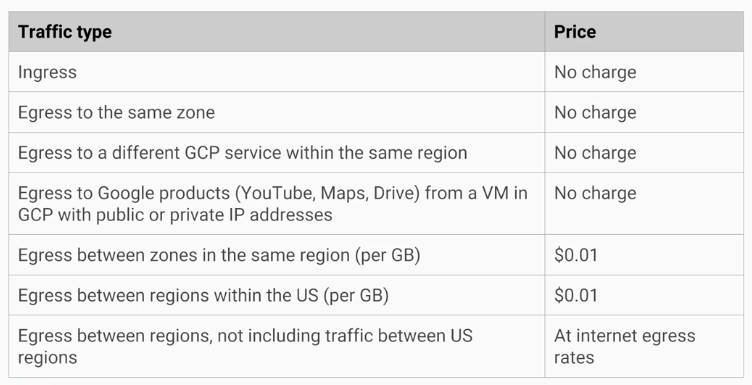 Traffic type Price
Ingress No charge
Egress to the same zone No charge
Egress to a different GCP service within the same region No charge
Egress to Google products (YouTube, Maps, Drive) from a VM in No charge
GCP with public or private IP addresses
Egress between zones in the same region (per GB) $0.01
Egress between regions within the US (per GB) $0.01
Egress between regions, not including traffic between US At internet egress
regions rates